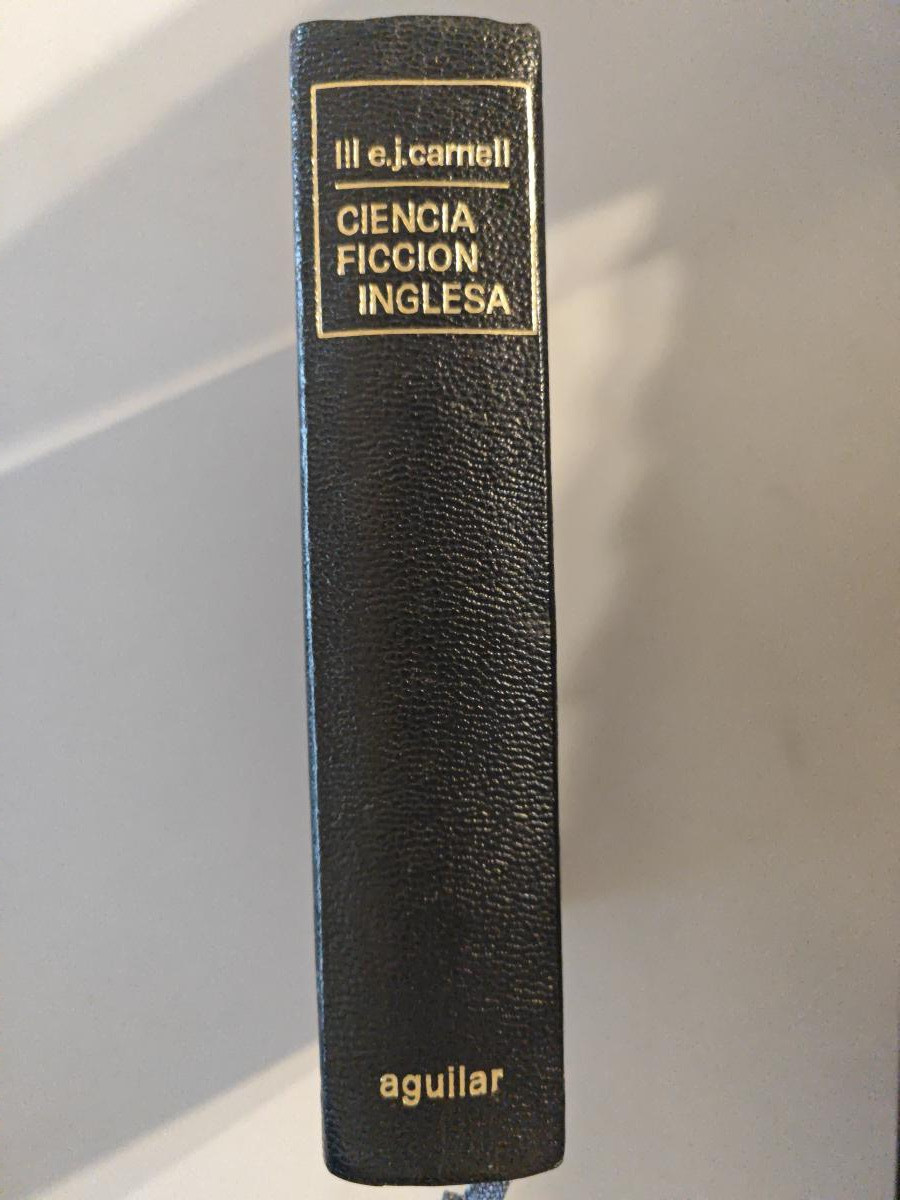 III e.j.carnell
CIENCIA
FICCION
INGLESA
aguilar